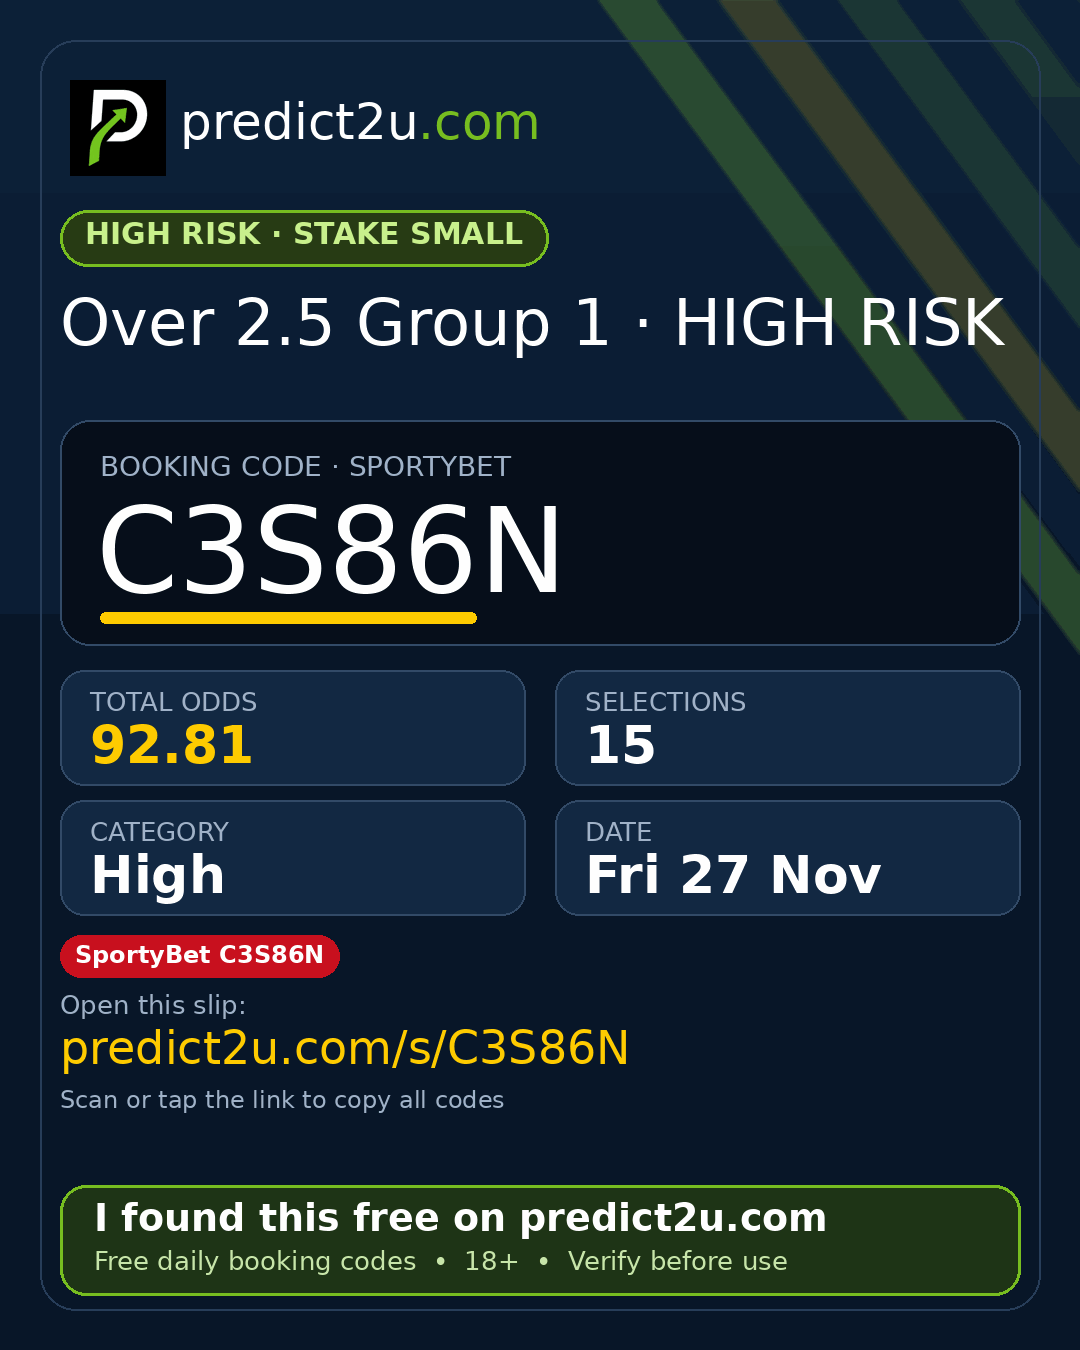 predict2u.com
HIGH RISK · STAKE SMALL
Over 2.5 Group 1 · HIGH RISK
BOOKING CODE · SPORTYBET
C3S86N
TOTAL ODDS
92.81
SELECTIONS
15
CATEGORY
High
DATE
Fri 27 Nov
SportyBet C3S86N
Open this slip:
predict2u.com/s/C3S86N
Scan or tap the link to copy all codes
I found this free on predict2u.com
Free daily booking codes • 18+ • Verify before use